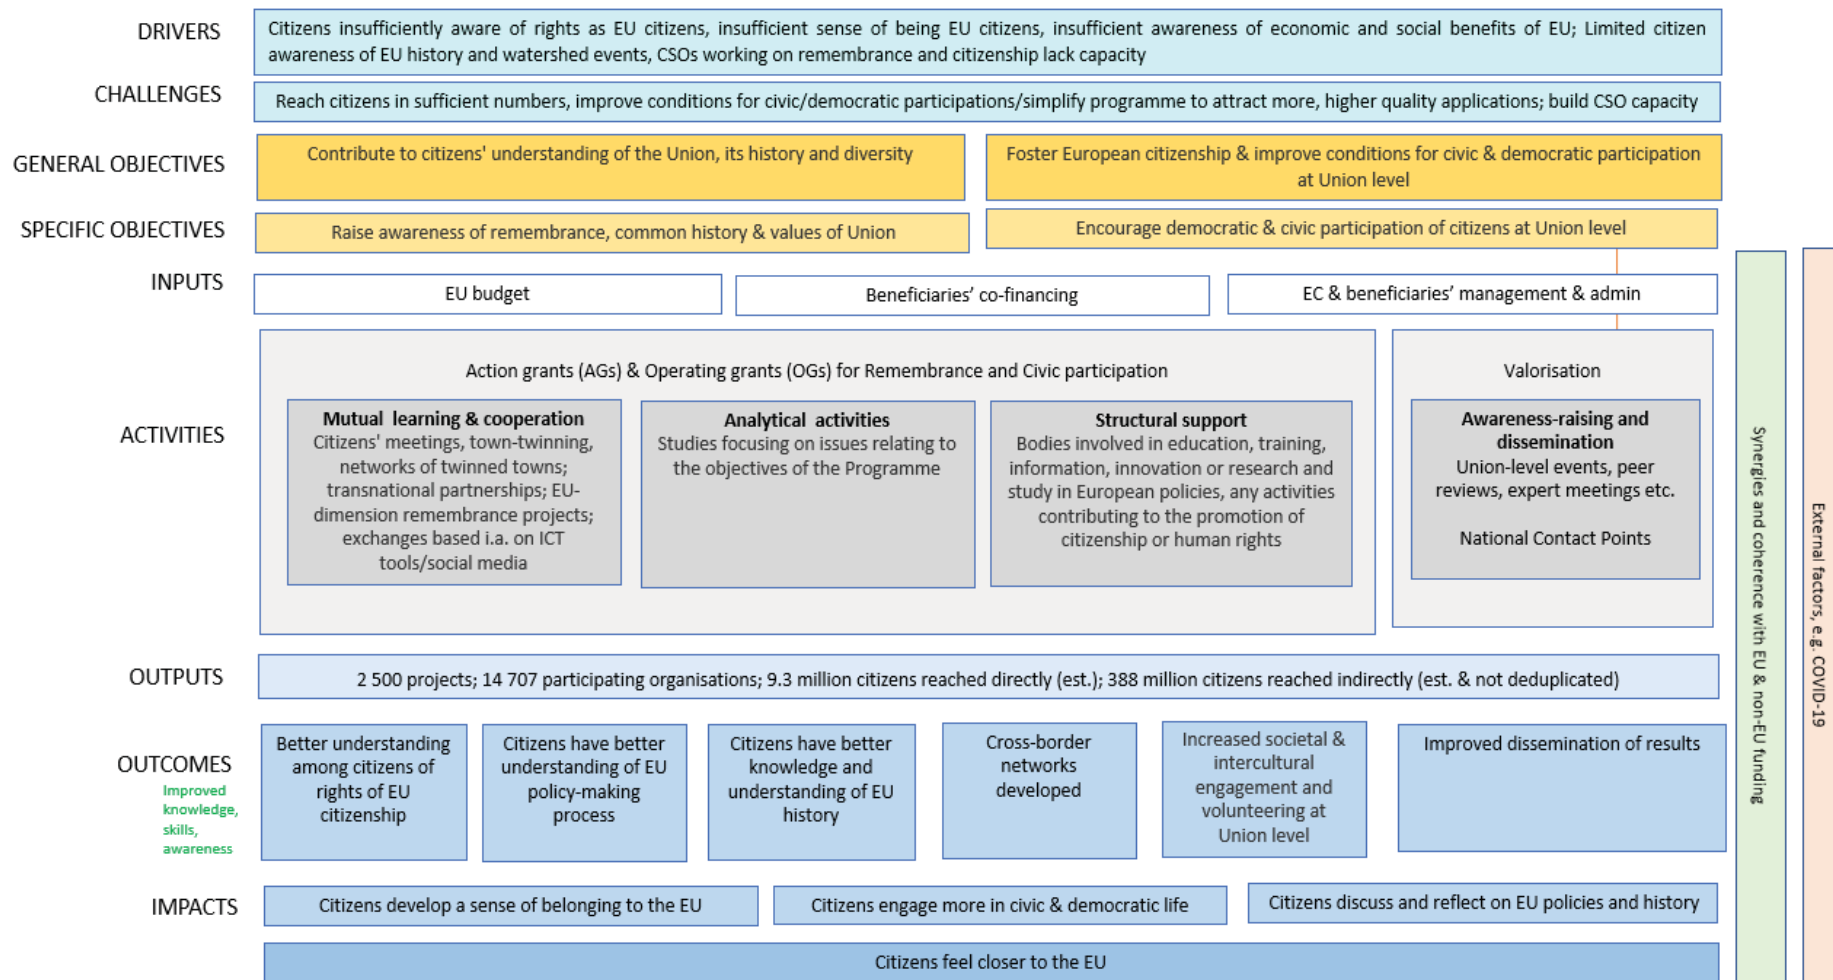 DRIVERS
Citizens insufficiently aware of rights as EU citizens, insufficient sense of being EU citizens, insufficient awareness of economic and social benefits of EU; Limited citizen
awareness of EU history and watershed events, CSOs working on remembrance and citizenship lack capacity
CHALLENGES
Reach citizens in sufficient numbers, improve conditions for civic/democratic participations/simplify programme to attract more, higher quality applications; build CSO capacity
GENERAL OBJECTIVES
Contribute to citizens' understanding of the Union, its history and diversity
Foster European citizenship & improve conditions for civic & democratic participation
at Union level
SPECIFIC OBJECTIVES
Raise awareness of remembrance, common history & values of Union
Encourage democratic & civic participation of citizens at Union level
INPUTS
EU budget
Beneficiaries’ co-financing
EC & beneficiaries’ management & admin
ACTIVITIES
Action grants (AGs) & Operating grants (OGs) for Remembrance and Civic participation
Mutual learning & cooperation
Citizens' meetings, town-twinning,
networks of twinned towns;
transnational partnerships; EU-
dimension remembrance projects;
exchanges based i.a. on ICT
tools/social media
Analytical activities
Studies focusing on issues relating to
the objectives of the Programme
Structural support
Bodies involved in education, training,
information, innovation or research and
study in European policies, any activities
contributing to the promotion of
citizenship or human rights
Valorisation
Awareness-raising and
dissemination
Union-level events, peer
reviews, expert meetings etc.
National Contact Points
OUTPUTS
2 500 projects; 14 707 participating organisations; 9.3 million citizens reached directly (est.); 388 million citizens reached indirectly (est. & not deduplicated)
OUTCOMES
Improved
knowledge,
skills,
awareness
Better understanding
among citizens of
rights of EU
citizenship
Citizens have better
understanding of EU
policy-making
process
Citizens have better
knowledge and
understanding of EU
history
Cross-border
networks
developed
Increased societal &
intercultural
engagement and
volunteering at
Union level
Improved dissemination of results
IMPACTS
Citizens develop a sense of belonging to the EU
Citizens engage more in civic & democratic life
Citizens discuss and reflect on EU policies and history
Citizens feel closer to the EU
Synergies and coherence with EU & non-EU funding
External factors, e.g. COVID-19